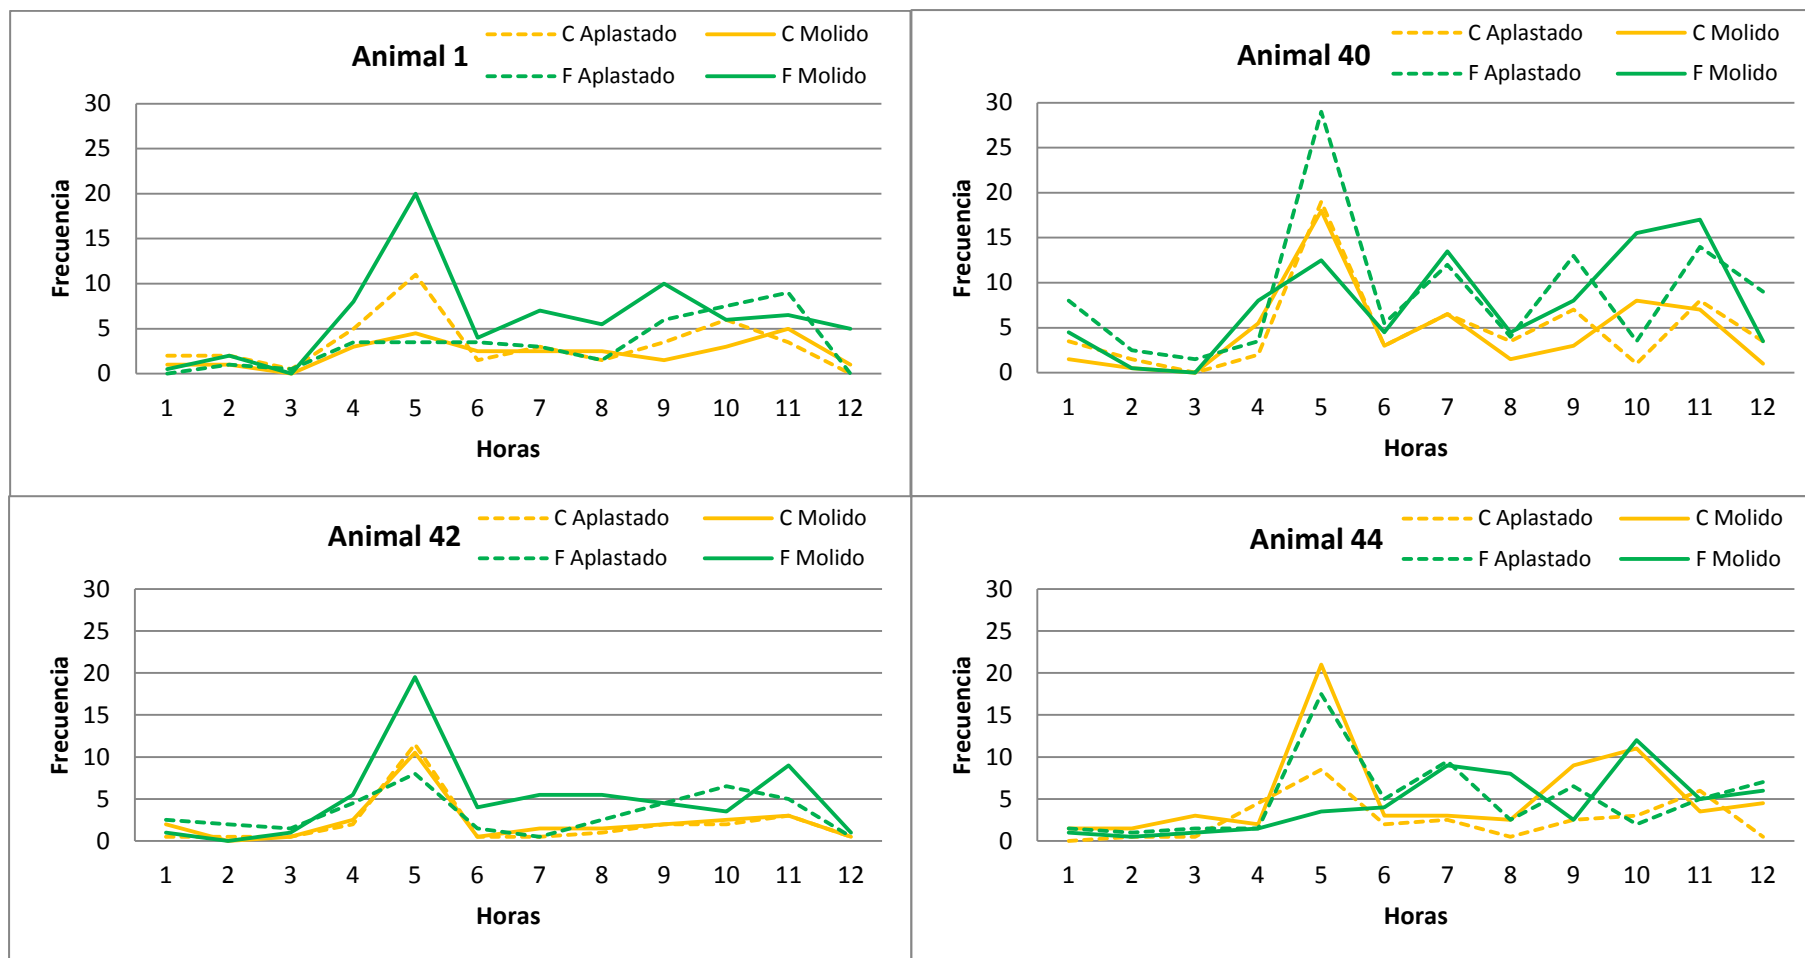 Animal 1
C Aplastado
C Molido
F Aplastado
F Molido
30
25
20
15
10
5
0
Frecuencia
1 2 3 4 5 6 7 8 9 10 11 12
Horas
Animal 40
C Aplastado
C Molido
F Aplastado
F Molido
30
25
20
15
10
5
0
Frecuencia
1 2 3 4 5 6 7 8 9 10 11 12
Horas
Animal 42
C Aplastado
C Molido
F Aplastado
F Molido
30
25
20
15
10
5
0
Frecuencia
1 2 3 4 5 6 7 8 9 10 11 12
Horas
Animal 44
C Aplastado
C Molido
F Aplastado
F Molido
30
25
20
15
10
5
0
Frecuencia
1 2 3 4 5 6 7 8 9 10 11 12
Horas